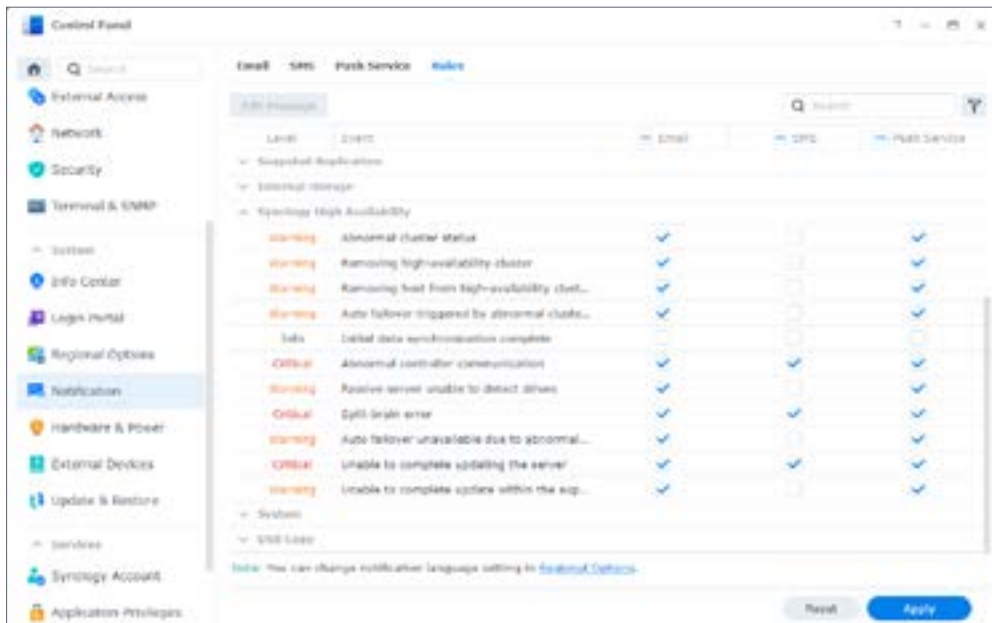 Control Panel
Search
External Access
Network
Security
Terminal & SNMP
System
Info Center
Login Portal
Regional Options
Notification
Hardware & Power
External Devices
Update & Restore
Services
Synology Account
Application Privileges
Email SMS Push Service Rules
Edit Message
Search
Level Event Email SMS Push Service
Snapshot Replication
External Storage
Synology High Availability
Warning Abnormal cluster status
Warning Removing high-availability cluster
Warning Removing host from high-availability clust...
Warning Auto failover triggered by abnormal cluste...
Info Initial data synchronization complete
Critical Abnormal controller communication
Warning Passive server unable to detect drives
Critical Split-brain error
Warning Auto failover unavailable due to abnormal...
Critical Unable to complete updating the server
Warning Unable to complete update within the exp...
System
USB Copy
Note: You can change notification language setting in Regional Options.
Reset Apply